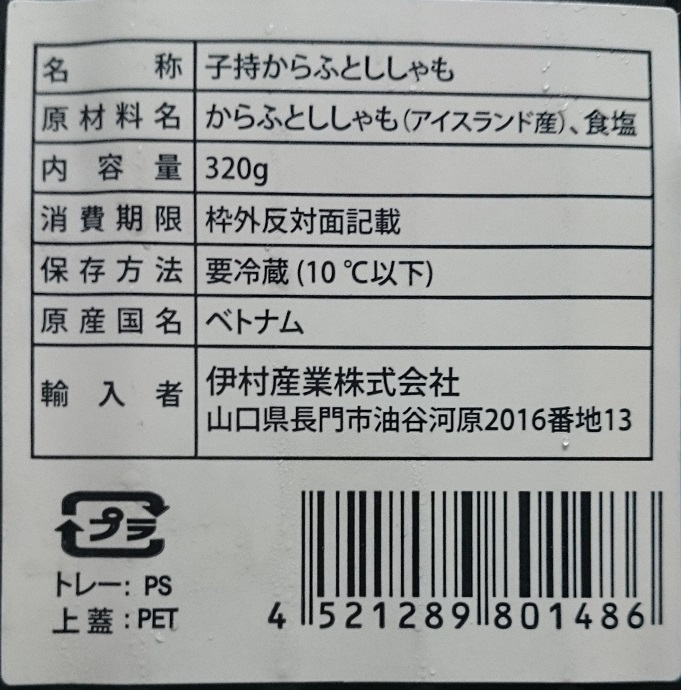 名称 子持からふとししゃも
原材料名 からふとししゃも(アイスランド産)、食塩
内容量 320g
消費期限 枠外反対面記載
保存方法 要冷蔵 (10 ℃以下)
原産国名 ベトナム
輸入者 伊村産業株式会社
山口県長門市油谷河原2016番地13
プラ
トレー: PS
上蓋:PET
4 521289 801486